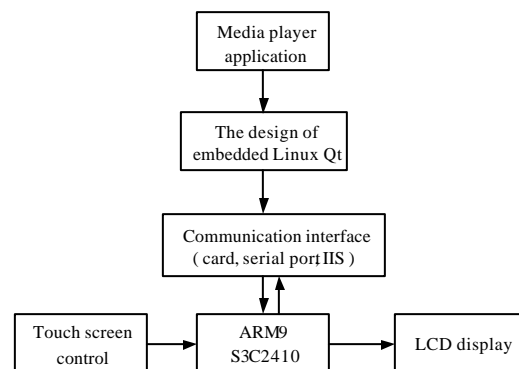 Media player
application
The design of
embedded Linux Qt
Communication interface
( card, serial port, IIS )
Touch screen
control
ARM9
S3C2410
LCD display